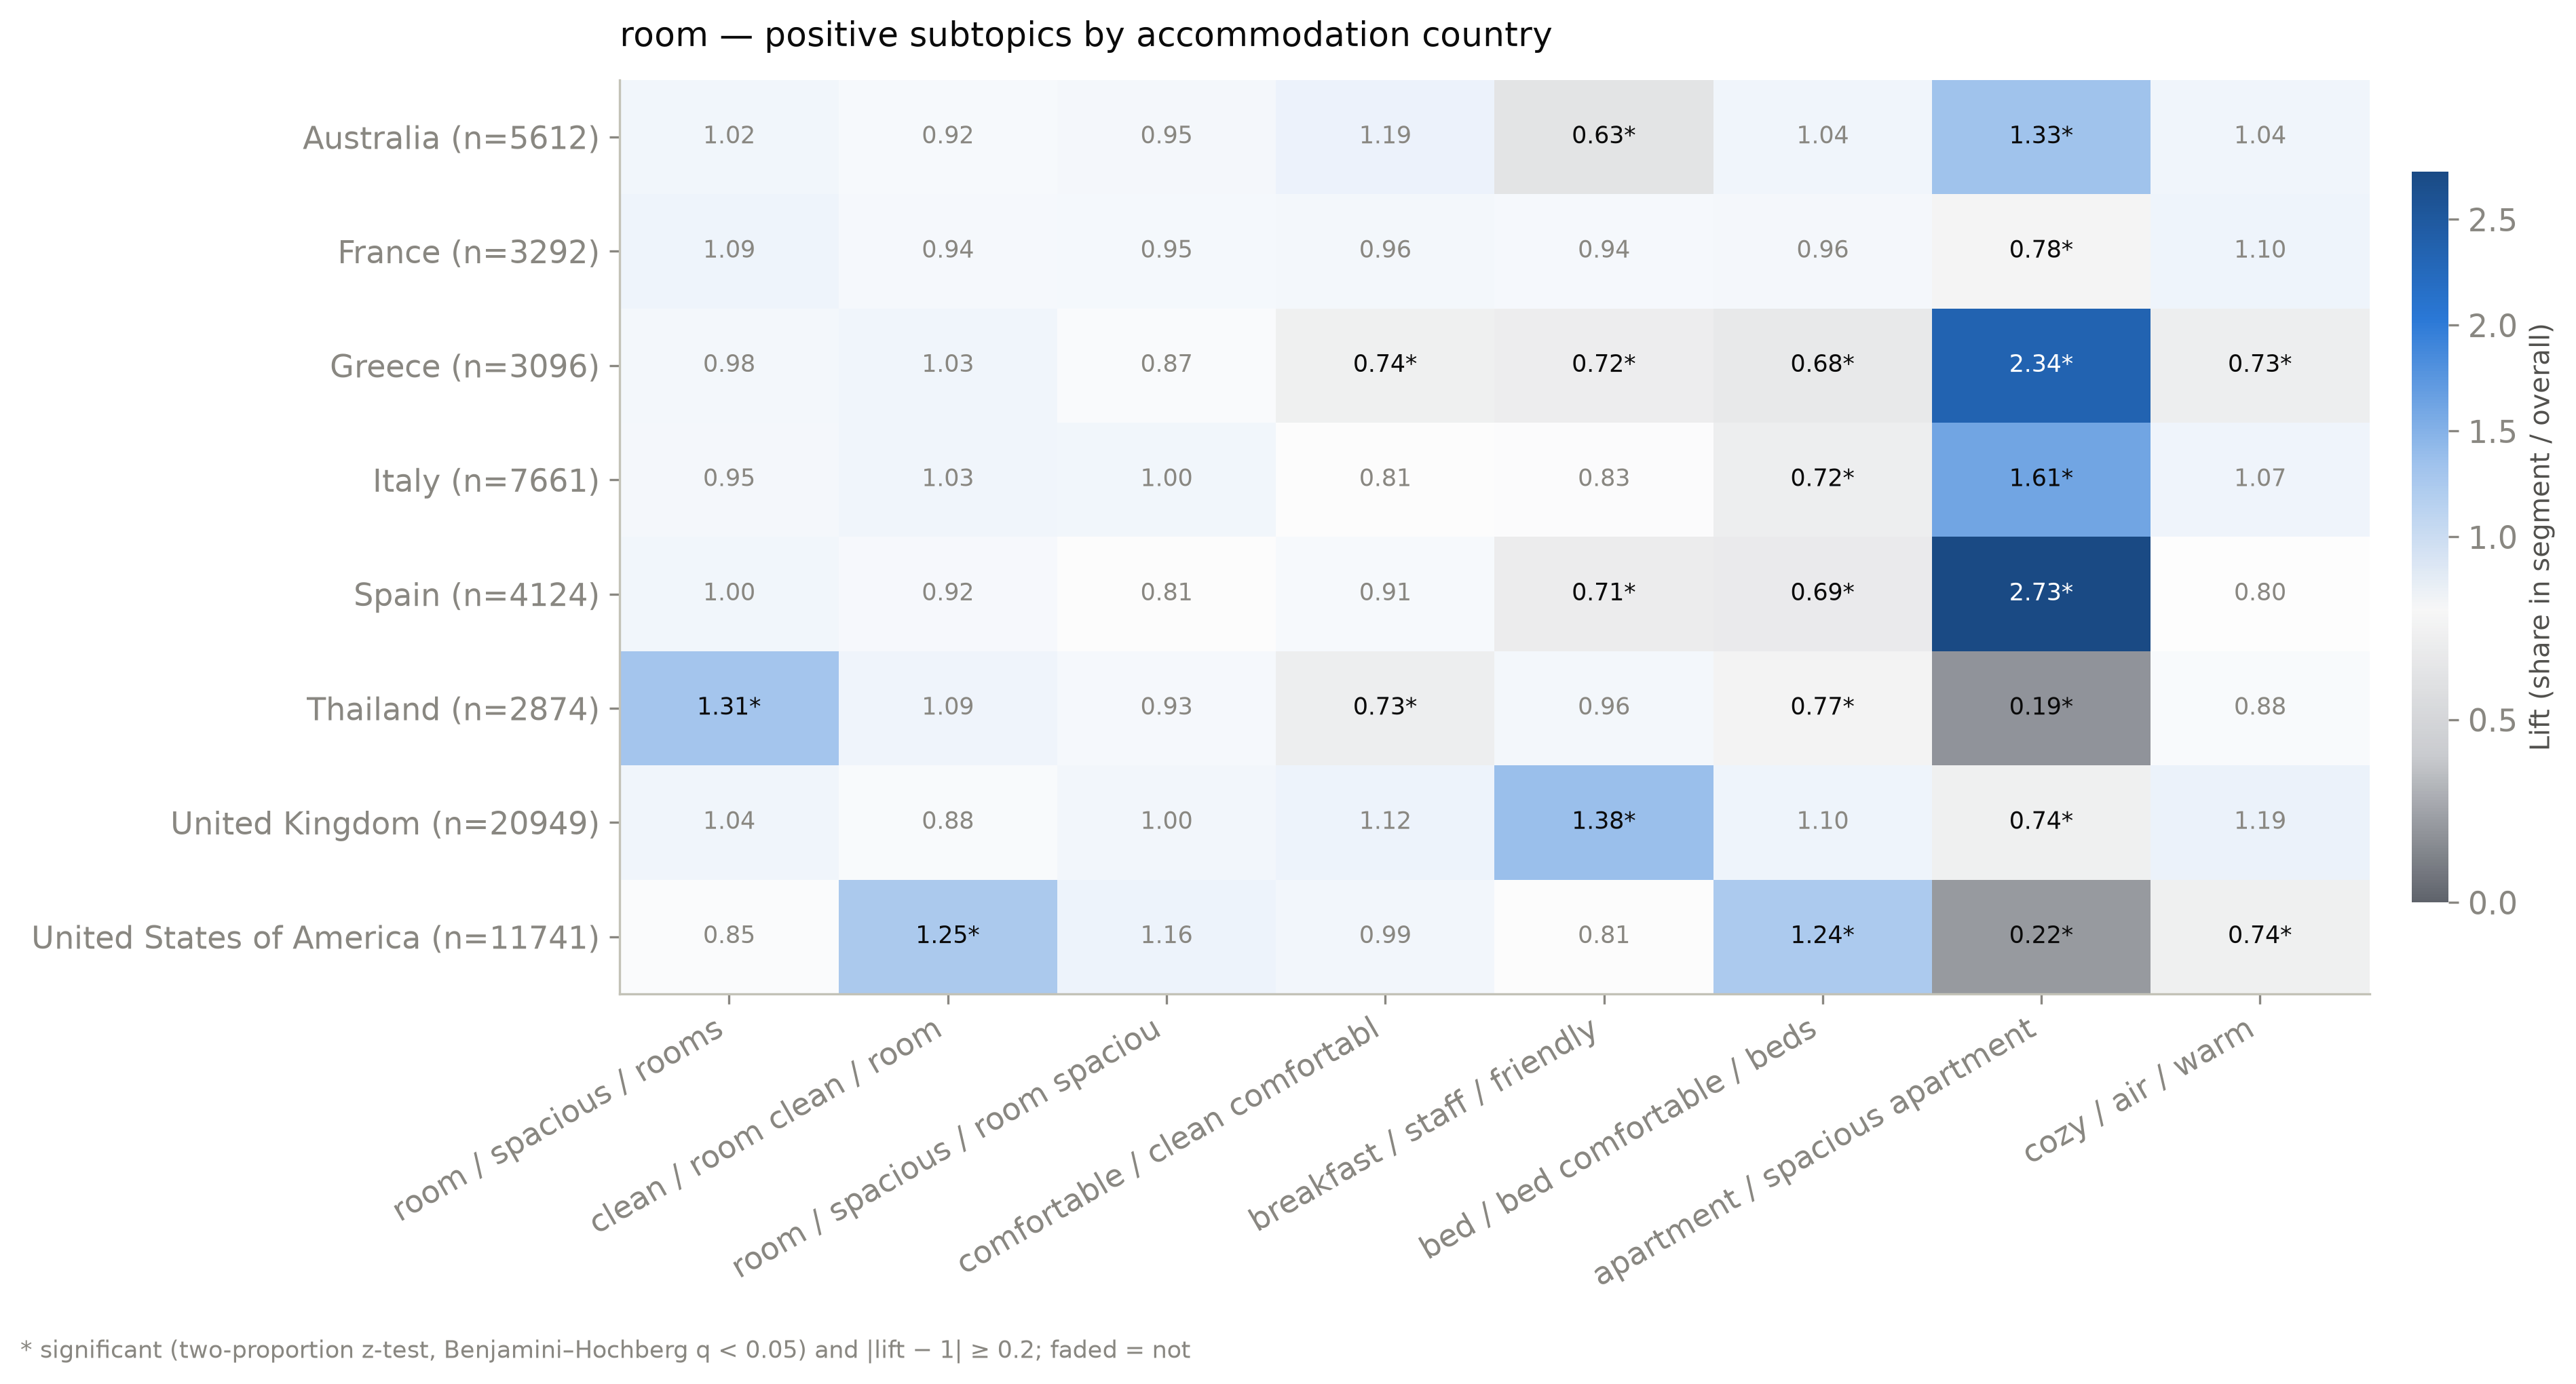 room — positive subtopics by accommodation country
Australia (n=5612) 1.02 0.92 0.95 1.19 0.63* 1.04 1.33* 1.04
France (n=3292) 1.09 0.94 0.95 0.96 0.94 0.96 0.78* 1.10
Greece (n=3096) 0.98 1.03 0.87 0.74* 0.72* 0.68* 2.34* 0.73*
Italy (n=7661) 0.95 1.03 1.00 0.81 0.83 0.72* 1.61* 1.07
Spain (n=4124) 1.00 0.92 0.81 0.91 0.71* 0.69* 2.73* 0.80
Thailand (n=2874) 1.31* 1.09 0.93 0.73* 0.96 0.77* 0.19* 0.88
United Kingdom (n=20949) 1.04 0.88 1.00 1.12 1.38* 1.10 0.74* 1.19
United States of America (n=11741) 0.85 1.25* 1.16 0.99 0.81 1.24* 0.22* 0.74*
room / spacious / rooms
clean / room clean / room
room / spacious / room spaciou
comfortable / clean comfortabl
breakfast / staff / friendly
bed / bed comfortable / beds
apartment / spacious apartment
cozy / air / warm
2.5
2.0
1.5
1.0
0.5
0.0
Lift (share in segment / overall)
* significant (two-proportion z-test, Benjamini–Hochberg q < 0.05) and |lift − 1| ≥ 0.2; faded = not